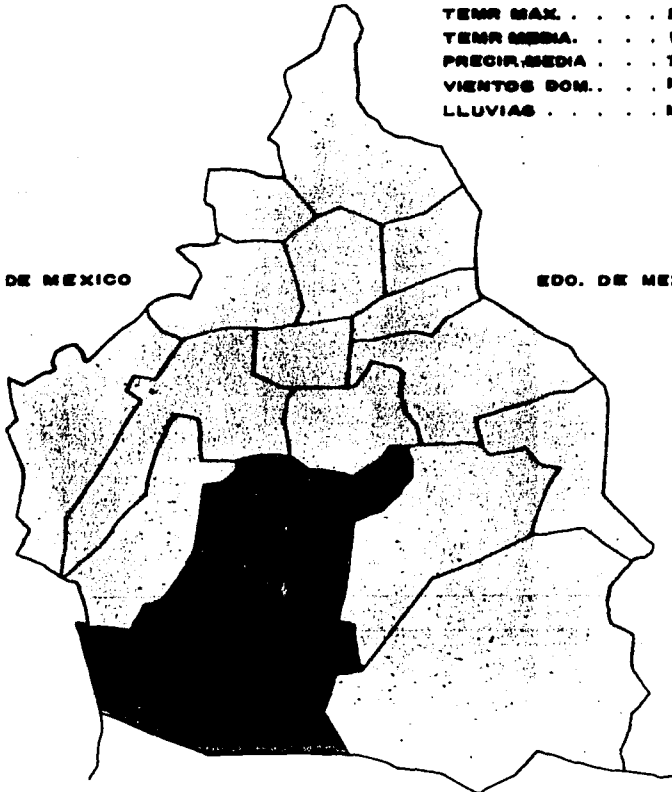 TEMP. MAX. . . . .
TEMP. MEDIA. . . . .
PRECIP. MEDIA . . .
VIENTOS DOM. . . .
LLUVIAS . . . . .
DE MEXICO
EDO. DE ME